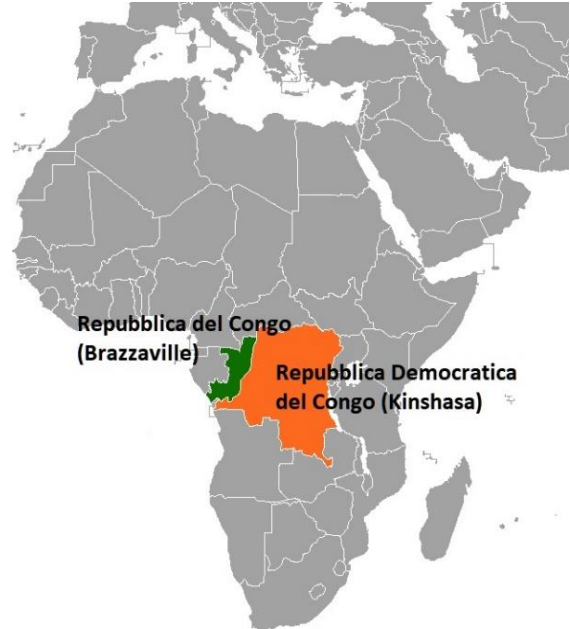 Repubblica del Congo
(Brazzaville)
Repubblica Democratica
del Congo (Kinshasa)